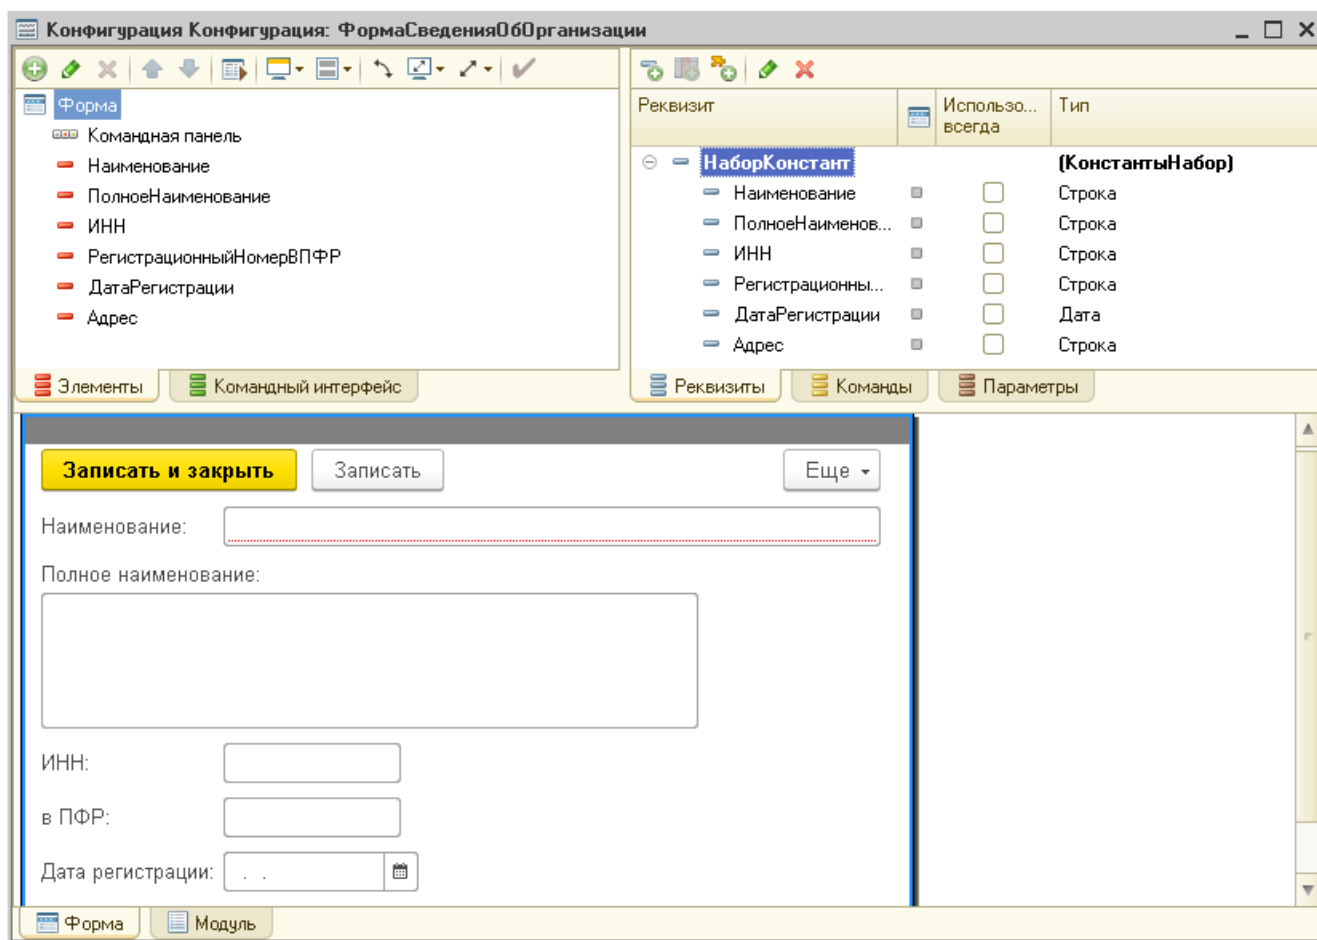 Конфигурация Конфигурация: ФормаСведенияОбОрганизации
Форма
Командная панель
Наименование
ПолноеНаименование
ИНН
РегистрационныйНомерВПФР
ДатаРегистрации
Адрес
Элементы
Командный интерфейс
Реквизит
Использо... всегда
Тип
НаборКонстант (КонстантыНабор)
Наименование Строка
ПолноеНаименов... Строка
ИНН Строка
Регистрационны... Строка
ДатаРегистрации Дата
Адрес Строка
Реквизиты
Команды
Параметры
Записать и закрыть
Записать
Еще
Наименование:
Полное наименование:
ИНН:
в ПФР:
Дата регистрации: . .
Форма
Модуль